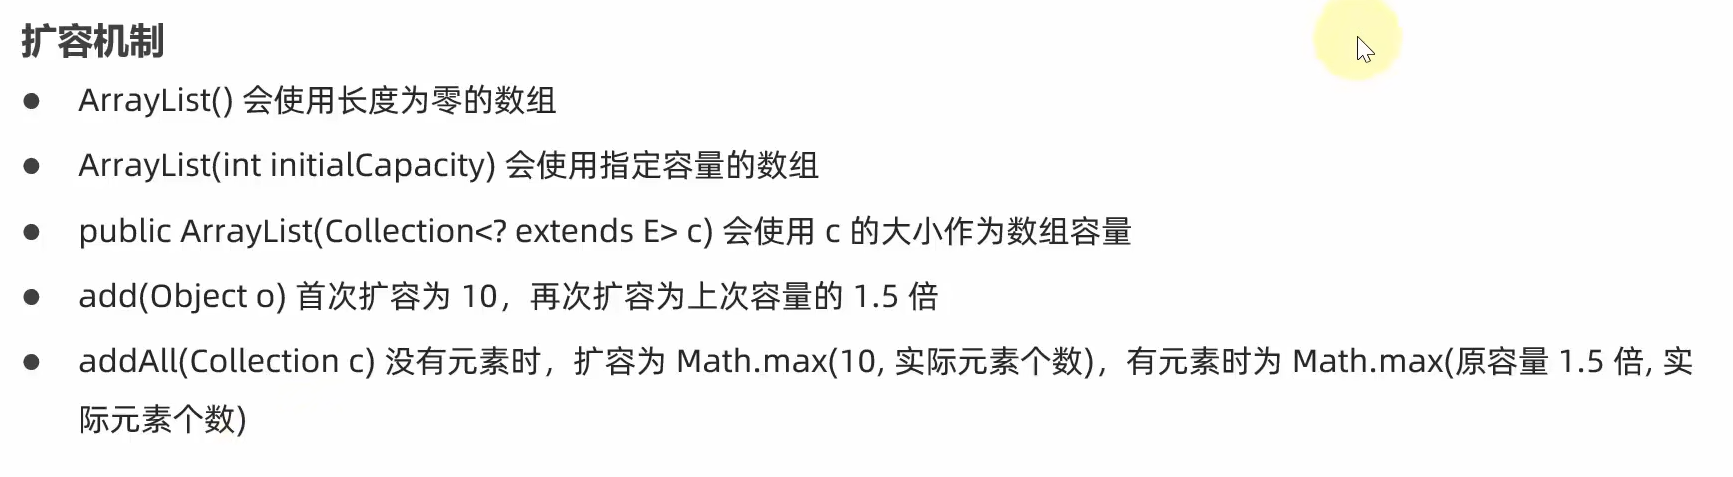 扩容机制
● ArrayList() 会使用长度为零的数组
● ArrayList(int initialCapacity) 会使用指定容量的数组
● public ArrayList(Collection<? extends E> c) 会使用 c 的大小作为数组容量
● add(Object o) 首次扩容为 10，再次扩容为上次容量的 1.5 倍
● addAll(Collection c) 没有元素时，扩容为 Math.max(10, 实际元素个数)，有元素时为 Math.max(原容量 1.5 倍, 实
际元素个数)